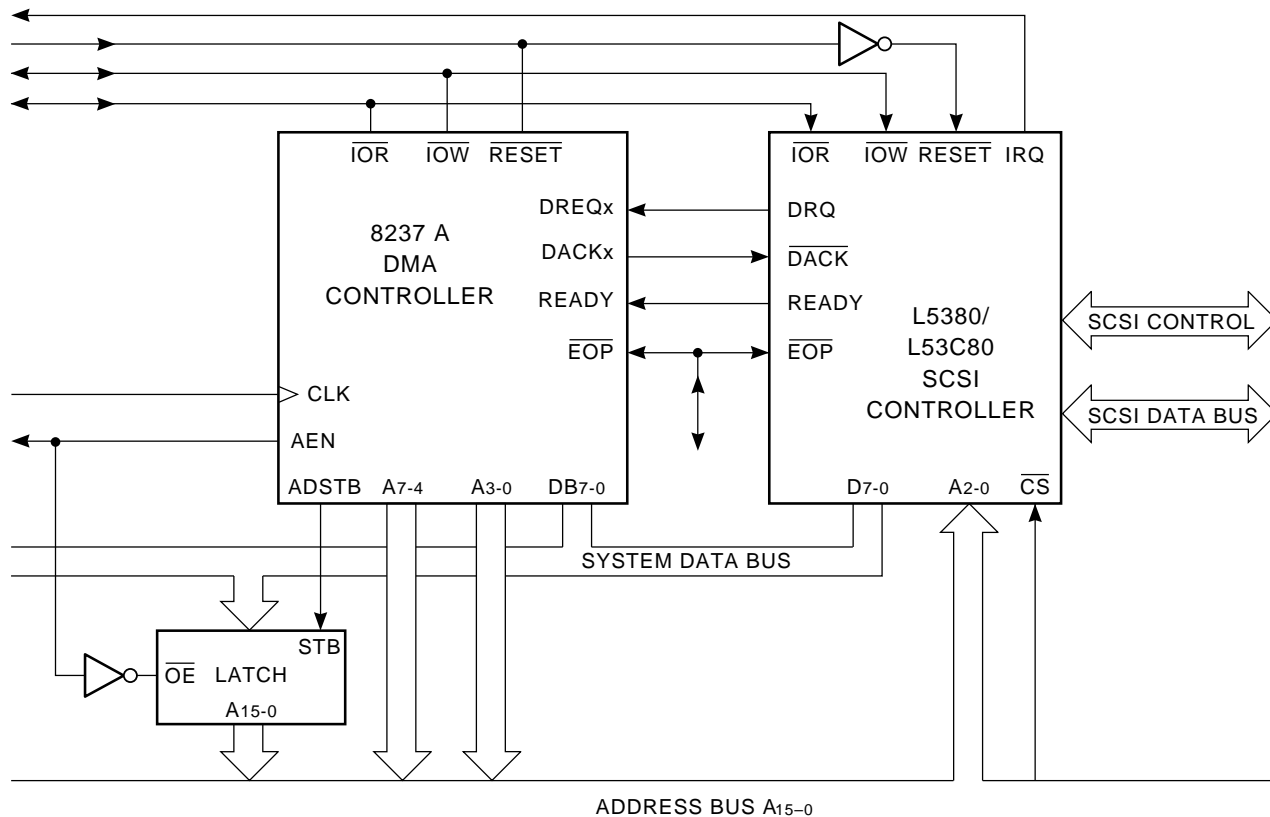 IOR IOW RESET
IOR IOW RESET IRQ
DREQx
DRQ
8237 A
DMA
CONTROLLER
DACKx
DACK
READY
READY
EOP
EOP
L5380/
L53C80
SCSI
CONTROLLER
SCSI CONTROL
CLK
SCSI DATA BUS
AEN
ADSTB A7-4 A3-0 DB7-0
D7-0 A2-0 CS
SYSTEM DATA BUS
STB
OE LATCH
A15-0
ADDRESS BUS A15–0